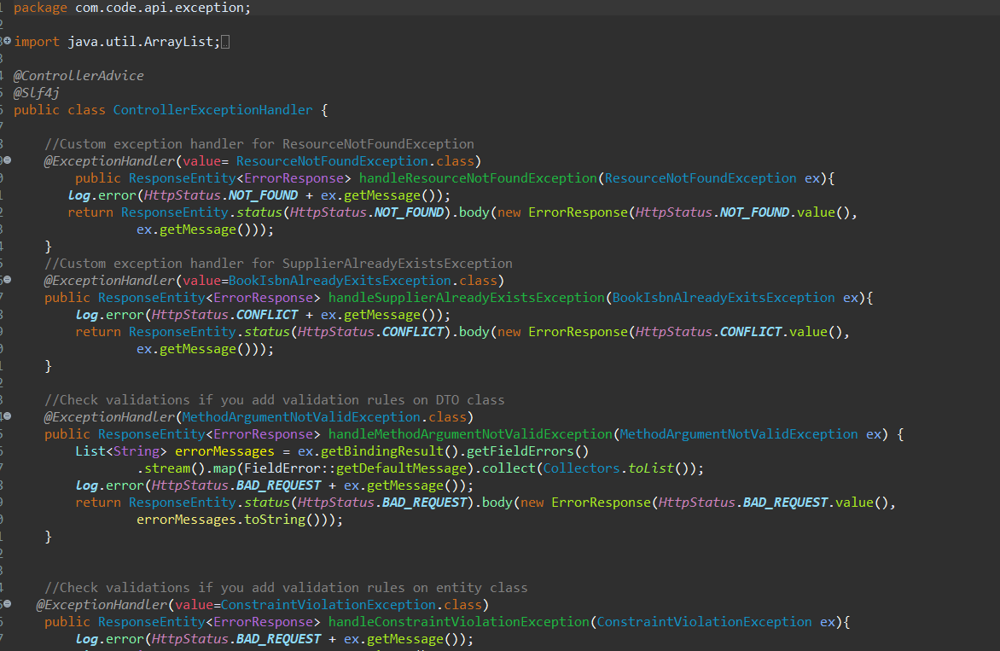 package com.code.api.exception;
import java.util.ArrayList;
@ControllerAdvice
@Slf4j
public class ControllerExceptionHandler {
//Custom exception handler for ResourceNotFoundException
@ExceptionHandler(value= ResourceNotFoundException.class)
public ResponseEntity<ErrorResponse> handleResourceNotFoundException(ResourceNotFoundException ex){
log.error(HttpStatus.NOT_FOUND + ex.getMessage());
return ResponseEntity.status(HttpStatus.NOT_FOUND).body(new ErrorResponse(HttpStatus.NOT_FOUND.value(),
ex.getMessage()));
}
//Custom exception handler for SupplierAlreadyExistsException
@ExceptionHandler(value=BookIsbnAlreadyExitsException.class)
public ResponseEntity<ErrorResponse> handleSupplierAlreadyExistsException(BookIsbnAlreadyExitsException ex){
log.error(HttpStatus.CONFLICT + ex.getMessage());
return ResponseEntity.status(HttpStatus.CONFLICT).body(new ErrorResponse(HttpStatus.CONFLICT.value(),
ex.getMessage()));
}
//Check validations if you add validation rules on DTO class
@ExceptionHandler(MethodArgumentNotValidException.class)
public ResponseEntity<ErrorResponse> handleMethodArgumentNotValidException(MethodArgumentNotValidException ex) {
List<String> errorMessages = ex.getBindingResult().getFieldErrors()
.stream().map(FieldError::getDefaultMessage).collect(Collectors.toList());
log.error(HttpStatus.BAD_REQUEST + ex.getMessage());
return ResponseEntity.status(HttpStatus.BAD_REQUEST).body(new ErrorResponse(HttpStatus.BAD_REQUEST.value(),
errorMessages.toString()));
}
//Check validations if you add validation rules on entity class
@ExceptionHandler(value=ConstraintViolationException.class)
public ResponseEntity<ErrorResponse> handleConstraintViolationException(ConstraintViolationException ex){
log.error(HttpStatus.BAD_REQUEST + ex.getMessage());